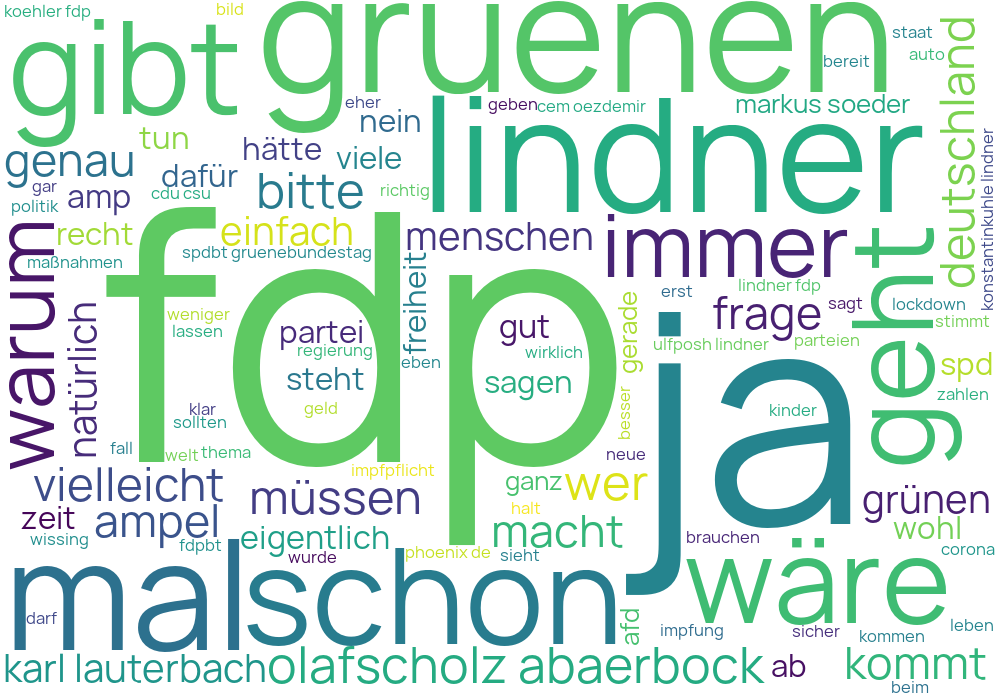 koehler fdp
bild
gibt
gruenen
staat
auto
bereit
deutschland
eher
geben
cem oezdemir
markus soeder
nein
lindner
tun
hätte
viele
genau
dafür
bitte
richtig
gar
amp
cdu csu
politik
konstantinkuhle lindner
recht
einfach
menschen
immer
geht
warum
spdbt gruenebundestag
maßnahmen
freiheit
fdp
erst
lindner fdp
sagt
lockdown
frage
stimmt
weniger
lassen
natürlich
partei
gut
gerade
ja
ulfposh lindner
parteien
regierung
wirklich
eben
spd
steht
sagen
zahlen
geld
klar
sollten
besser
kinder
fall
welt
thema
neue
impfpflicht
vielleicht
müssen
ganz
wer
grünen
halt
zeit
ampel
eigentlich
macht
wohl
wissing
fdpbt
brauchen
corona
wurde
phoenix de
sieht
mal
schon
wäre
darf
afd
impfung
sicher
kommen
leben
karl lauterbach
olafscholz abaerbock
ab
kommt
beim